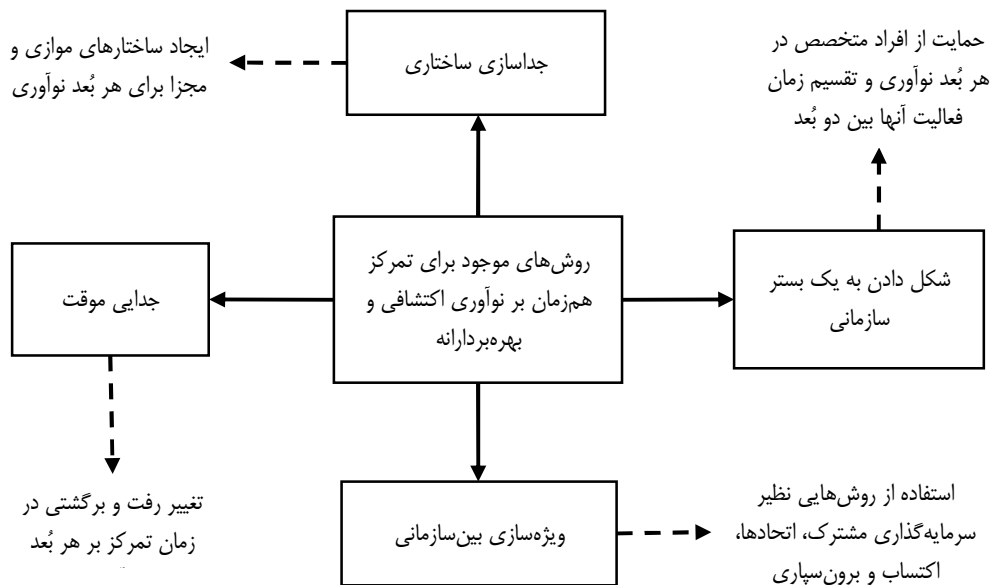 جداسازی ساختاری
ایجاد ساختارهای موازی و
مجزا برای هر بُعد نوآوری
حمایت از افراد متخصص در
هر بُعد نوآوری و تقسیم زمان
فعالیت آنها بین دو بُعد
روش‌های موجود برای تمرکز
هم‌زمان بر نوآوری اکتشافی و
بهره‌بردارانه
شکل دادن به یک بستر
سازمانی
جدایی موقت
تغییر رفت و برگشتی در
زمان تمرکز بر هر بُعد
ویژه‌سازی بین‌سازمانی
استفاده از روش‌هایی نظیر
سرمایه‌گذاری مشترک، اتحادها،
اکتساب و برون‌سپاری